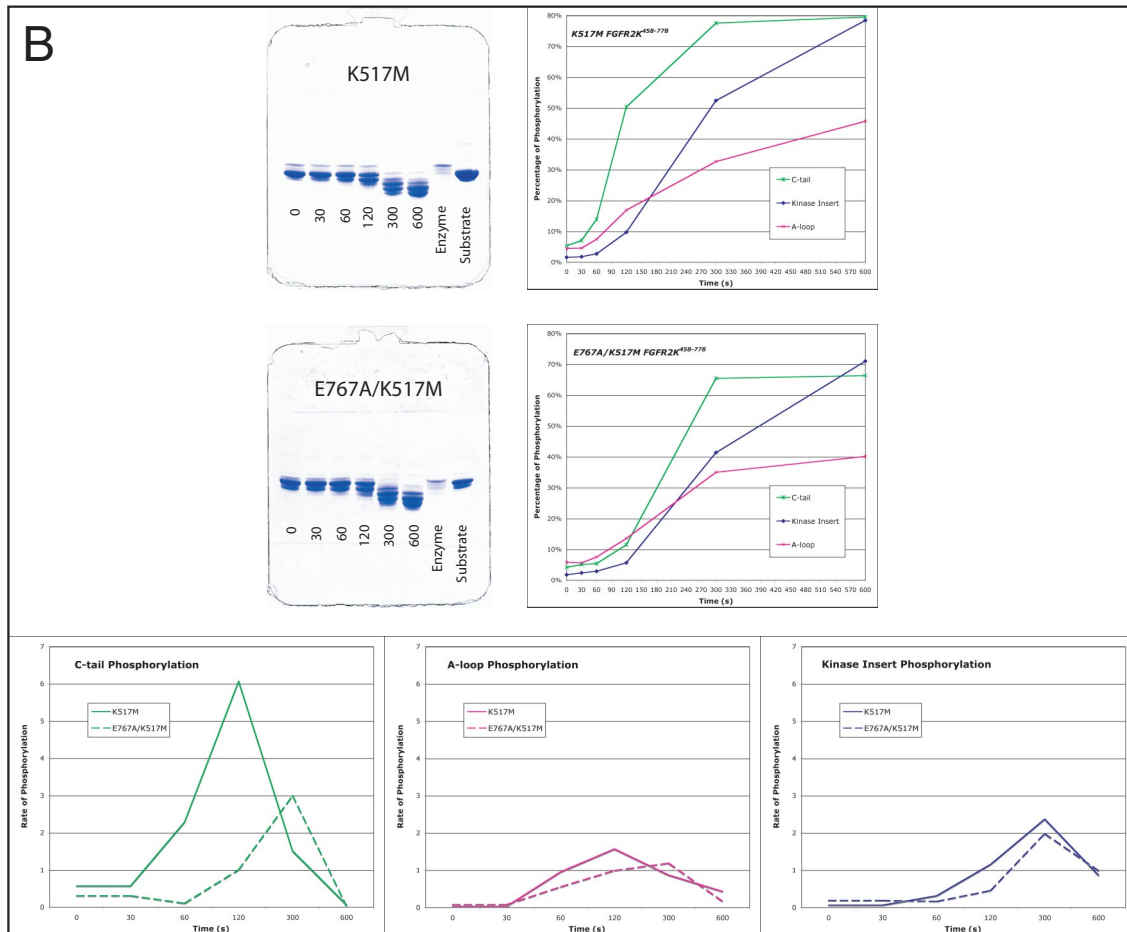 B
K517M
0 30 60 120 300 600 Enzyme Substrate
K517M FGFR2K458-778
Percentage of Phosphorylation
80%
70%
60%
50%
40%
30%
20%
10%
0%
C-tail
Kinase Insert
A-loop
0 30 60 90 120 150 180 210 240 270 300 330 360 390 420 450 480 510 540 570 600
Time (s)
E767A/K517M
0 30 60 120 300 600 Enzyme Substrate
E767A/K517M FGFR2K458-778
Percentage of Phosphorylation
80%
70%
60%
50%
40%
30%
20%
10%
0%
C-tail
Kinase Insert
A-loop
0 30 60 90 120 150 180 210 240 270 300 330 360 390 420 450 480 510 540 570 600
Time (s)
C-tail Phosphorylation
Rate of Phosphorylation
7
6
5
4
3
2
1
0
K517M
E767A/K517M
0 30 60 120 300 600
Time (s)
A-loop Phosphorylation
Rate of Phosphorylation
7
6
5
4
3
2
1
0
K517M
E767A/K517M
0 30 60 120 300 600
Time (s)
Kinase Insert Phosphorylation
Rate of Phosphorylation
7
6
5
4
3
2
1
0
K517M
E767A/K517M
0 30 60 120 300 600
Time (s)